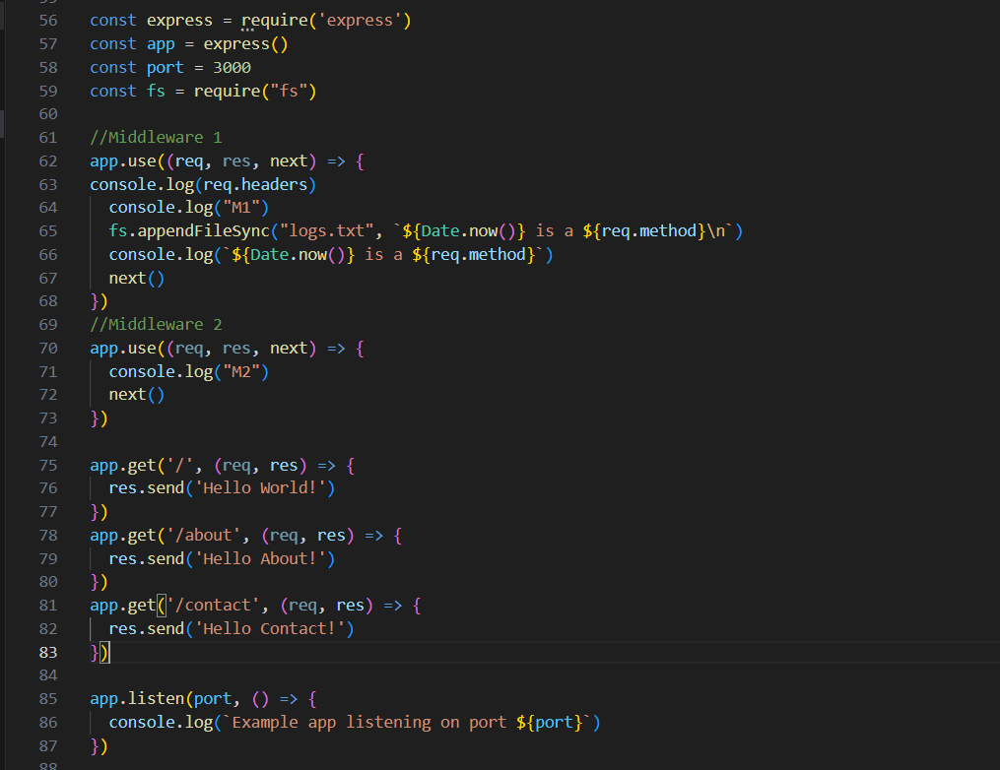 56 const express = require('express')
57 const app = express()
58 const port = 3000
59 const fs = require("fs")
60
61 //Middleware 1
62 app.use((req, res, next) => {
63 console.log(req.headers)
64   console.log("M1")
65   fs.appendFileSync("logs.txt", `${Date.now()} is a ${req.method}\n`)
66   console.log(`${Date.now()} is a ${req.method}`)
67   next()
68 })
69 //Middleware 2
70 app.use((req, res, next) => {
71   console.log("M2")
72   next()
73 })
74
75 app.get('/', (req, res) => {
76   res.send('Hello World!')
77 })
78 app.get('/about', (req, res) => {
79   res.send('Hello About!')
80 })
81 app.get('/contact', (req, res) => {
82   res.send('Hello Contact!')
83 })
84
85 app.listen(port, () => {
86   console.log(`Example app listening on port ${port}`)
87 })
88